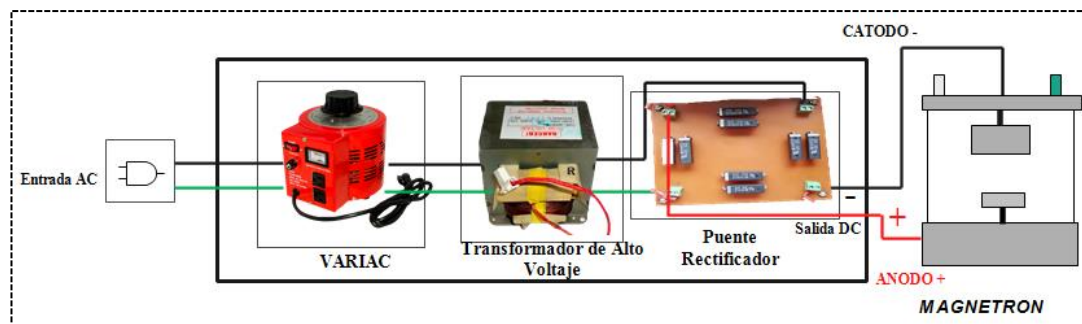 CATODO -
Entrada AC
R
VARIAC
Transformador de Alto
Voltaje
Puente
Rectificador
-
Salida DC
+
ANODO +
MAGNETRON